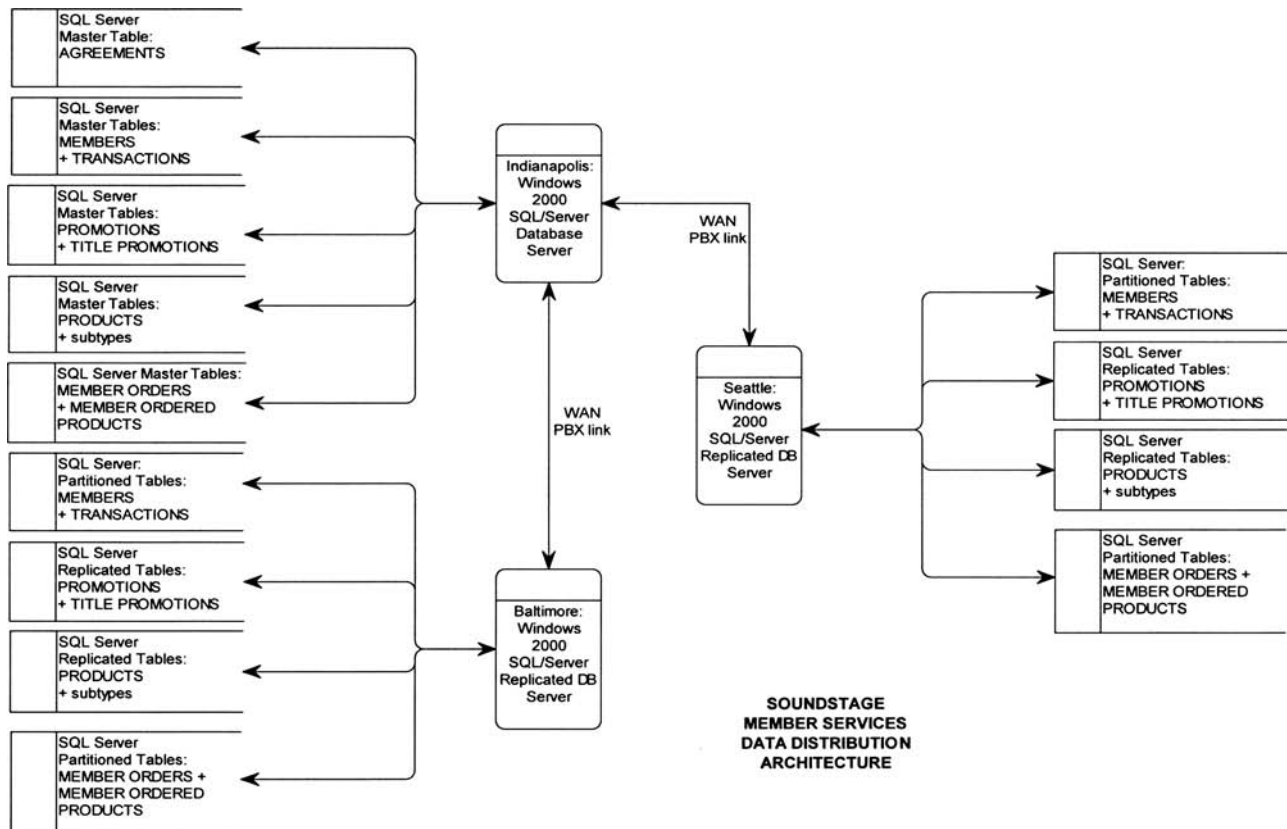 SQL Server
Master Table:
AGREEMENTS
SQL Server
Master Tables:
MEMBERS
+ TRANSACTIONS
SQL Server
Master Tables:
PROMOTIONS
+ TITLE PROMOTIONS
SQL Server
Master Tables:
PRODUCTS
+ subtypes
SQL Server Master Tables:
MEMBER ORDERS
+ MEMBER ORDERED
PRODUCTS
SQL Server:
Partitioned Tables:
MEMBERS
+ TRANSACTIONS
SQL Server
Replicated Tables:
PROMOTIONS
+ TITLE PROMOTIONS
SQL Server
Replicated Tables:
PRODUCTS
+ subtypes
SQL Server
Partitioned Tables:
MEMBER ORDERS +
MEMBER ORDERED
PRODUCTS
Indianapolis:
Windows
2000
SQL/Server
Database
Server
WAN
PBX link
WAN
PBX link
Baltimore:
Windows
2000
SQL/Server
Replicated DB
Server
Seattle:
Windows
2000
SQL/Server
Replicated DB
Server
SQL Server:
Partitioned Tables:
MEMBERS
+ TRANSACTIONS
SQL Server
Replicated Tables:
PROMOTIONS
+ TITLE PROMOTIONS
SQL Server
Replicated Tables:
PRODUCTS
+ subtypes
SQL Server
Partitioned Tables:
MEMBER ORDERS +
MEMBER ORDERED
PRODUCTS
SOUNDSTAGE
MEMBER SERVICES
DATA DISTRIBUTION
ARCHITECTURE